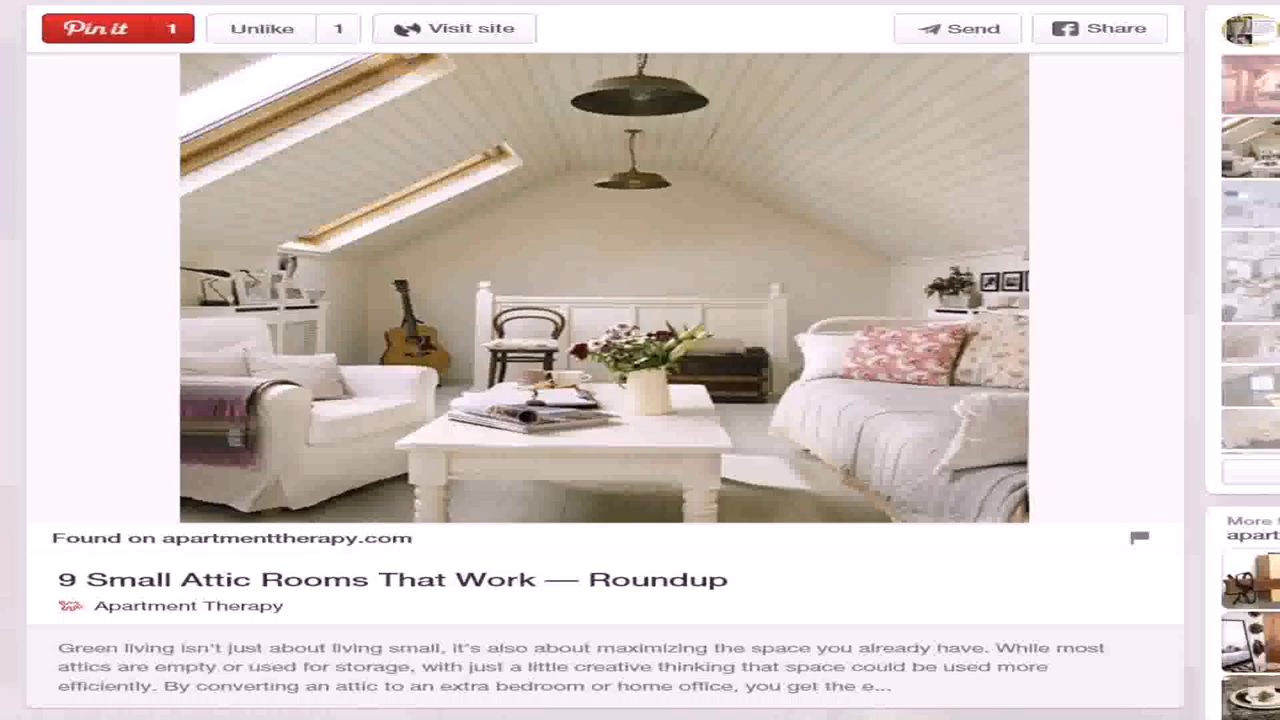 Pin it 1 Unlike 1 Visit site Send Share
Found on apartmenttherapy.com
9 Small Attic Rooms That Work — Roundup
Apartment Therapy
Green living isn't just about living small, it's also about maximizing the space you already have. While most
attics are empty or used for storage, with just a little creative thinking that space could be used more
efficiently. By converting an attic to an extra bedroom or home office, you get the e...
More
apart